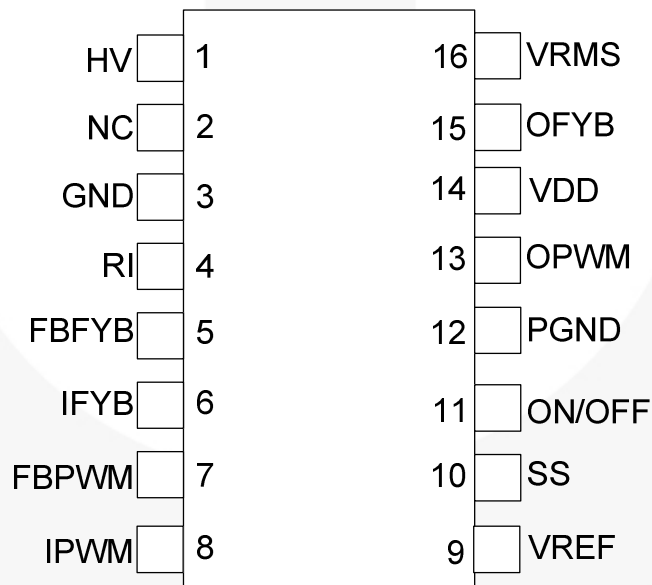 HV 1 16 VRMS
NC 2 15 OFYB
GND 3 14 VDD
RI 4 13 OPWM
FBFYB 5 12 PGND
IFYB 6 11 ON/OFF
FBPWM 7 10 SS
IPWM 8 9 VREF